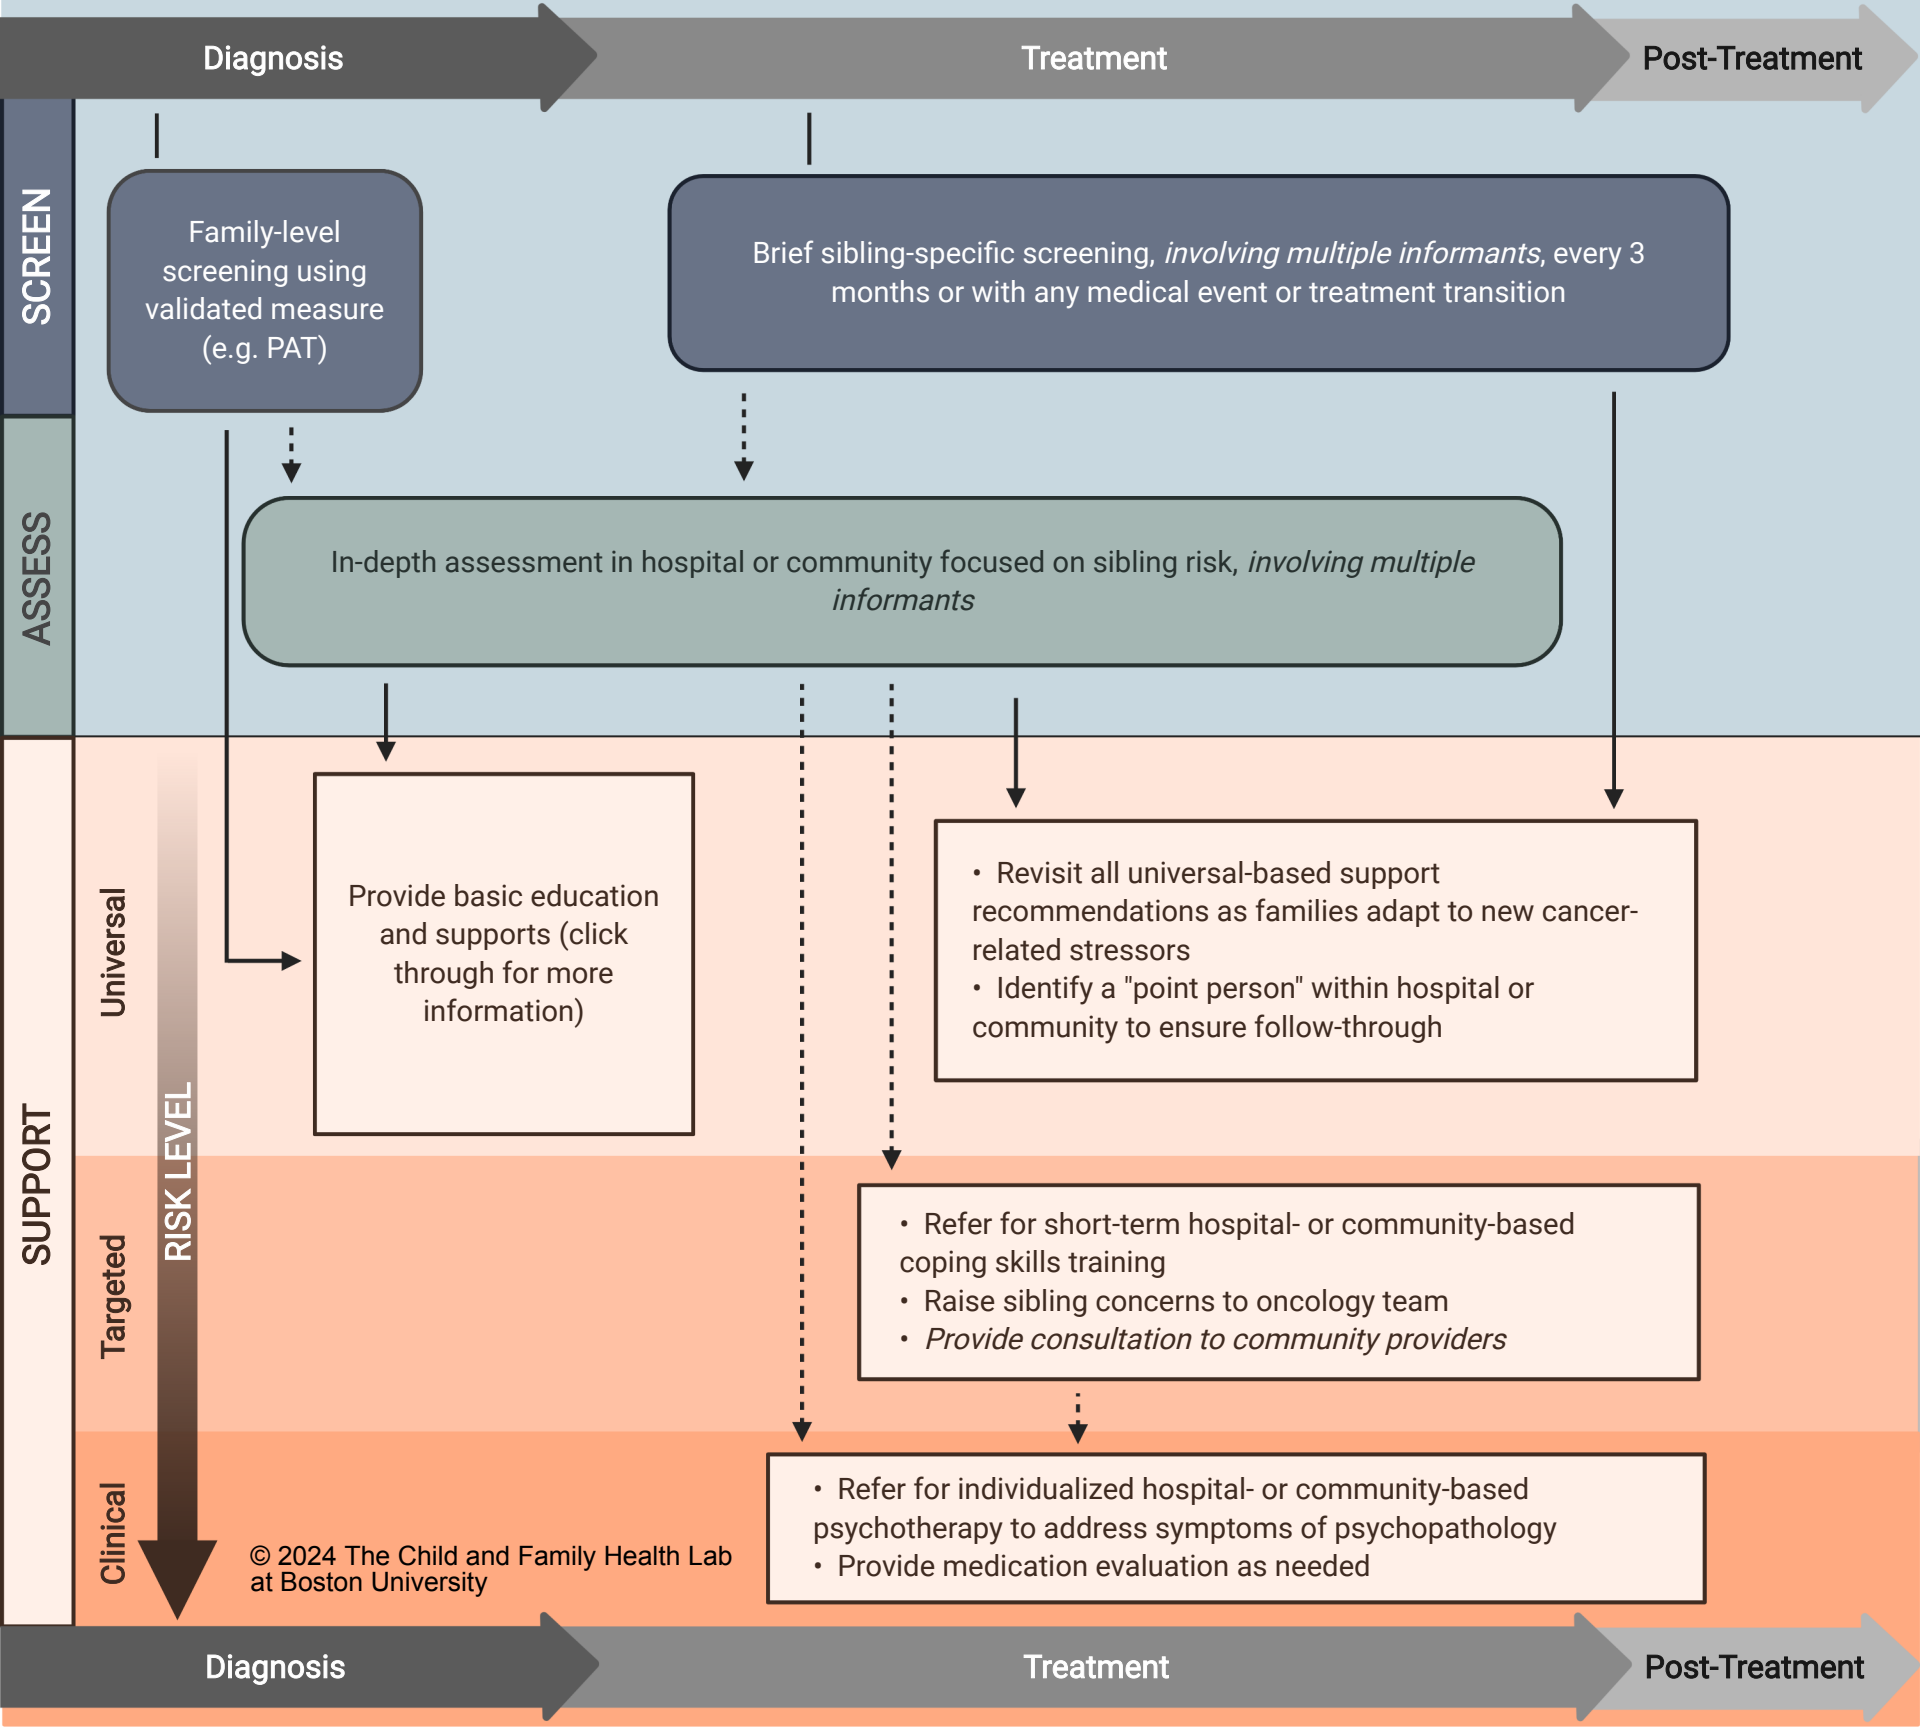 Diagnosis
Treatment
Post-Treatment
SCREEN
Family-level
screening using
validated measure
(e.g. PAT)
Brief sibling-specific screening, involving multiple informants, every 3
months or with any medical event or treatment transition
ASSESS
In-depth assessment in hospital or community focused on sibling risk, involving multiple
informants
SUPPORT
Universal
RISK LEVEL
Provide basic education
and supports (click
through for more
information)
• Revisit all universal-based support
recommendations as families adapt to new cancer-
related stressors
• Identify a "point person" within hospital or
community to ensure follow-through
Targeted
• Refer for short-term hospital- or community-based
coping skills training
• Raise sibling concerns to oncology team
• Provide consultation to community providers
Clinical
• Refer for individualized hospital- or community-based
psychotherapy to address symptoms of psychopathology
• Provide medication evaluation as needed
© 2024 The Child and Family Health Lab
at Boston University
Diagnosis
Treatment
Post-Treatment